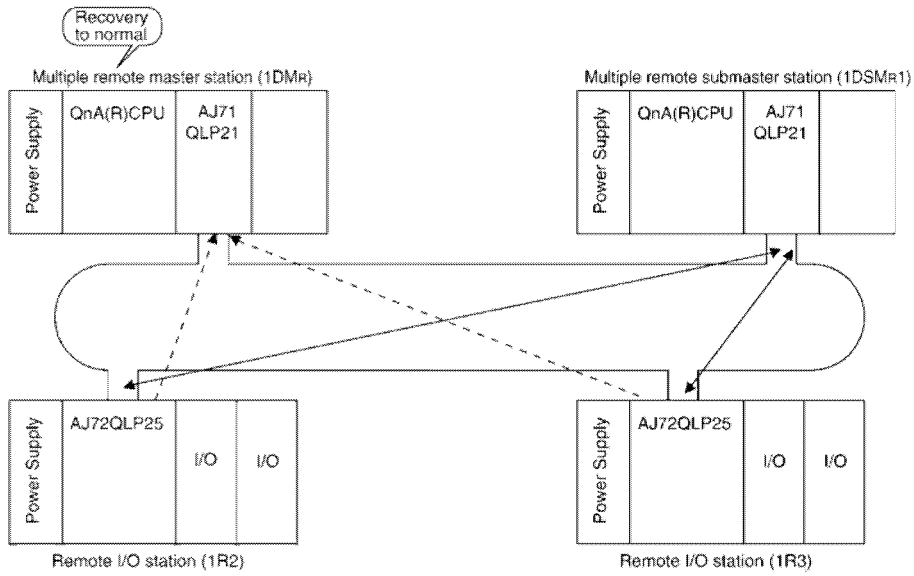 Recovery
to normal
Multiple remote master station (1DMR)
Multiple remote submaster station (1DSMR1)
Power Supply
QnA(R)CPU
AJ71
QLP21
Power Supply
QnA(R)CPU
AJ71
QLP21
Power Supply
AJ72QLP25
I/O
I/O
Power Supply
AJ72QLP25
I/O
I/O
Remote I/O station (1R2)
Remote I/O station (1R3)